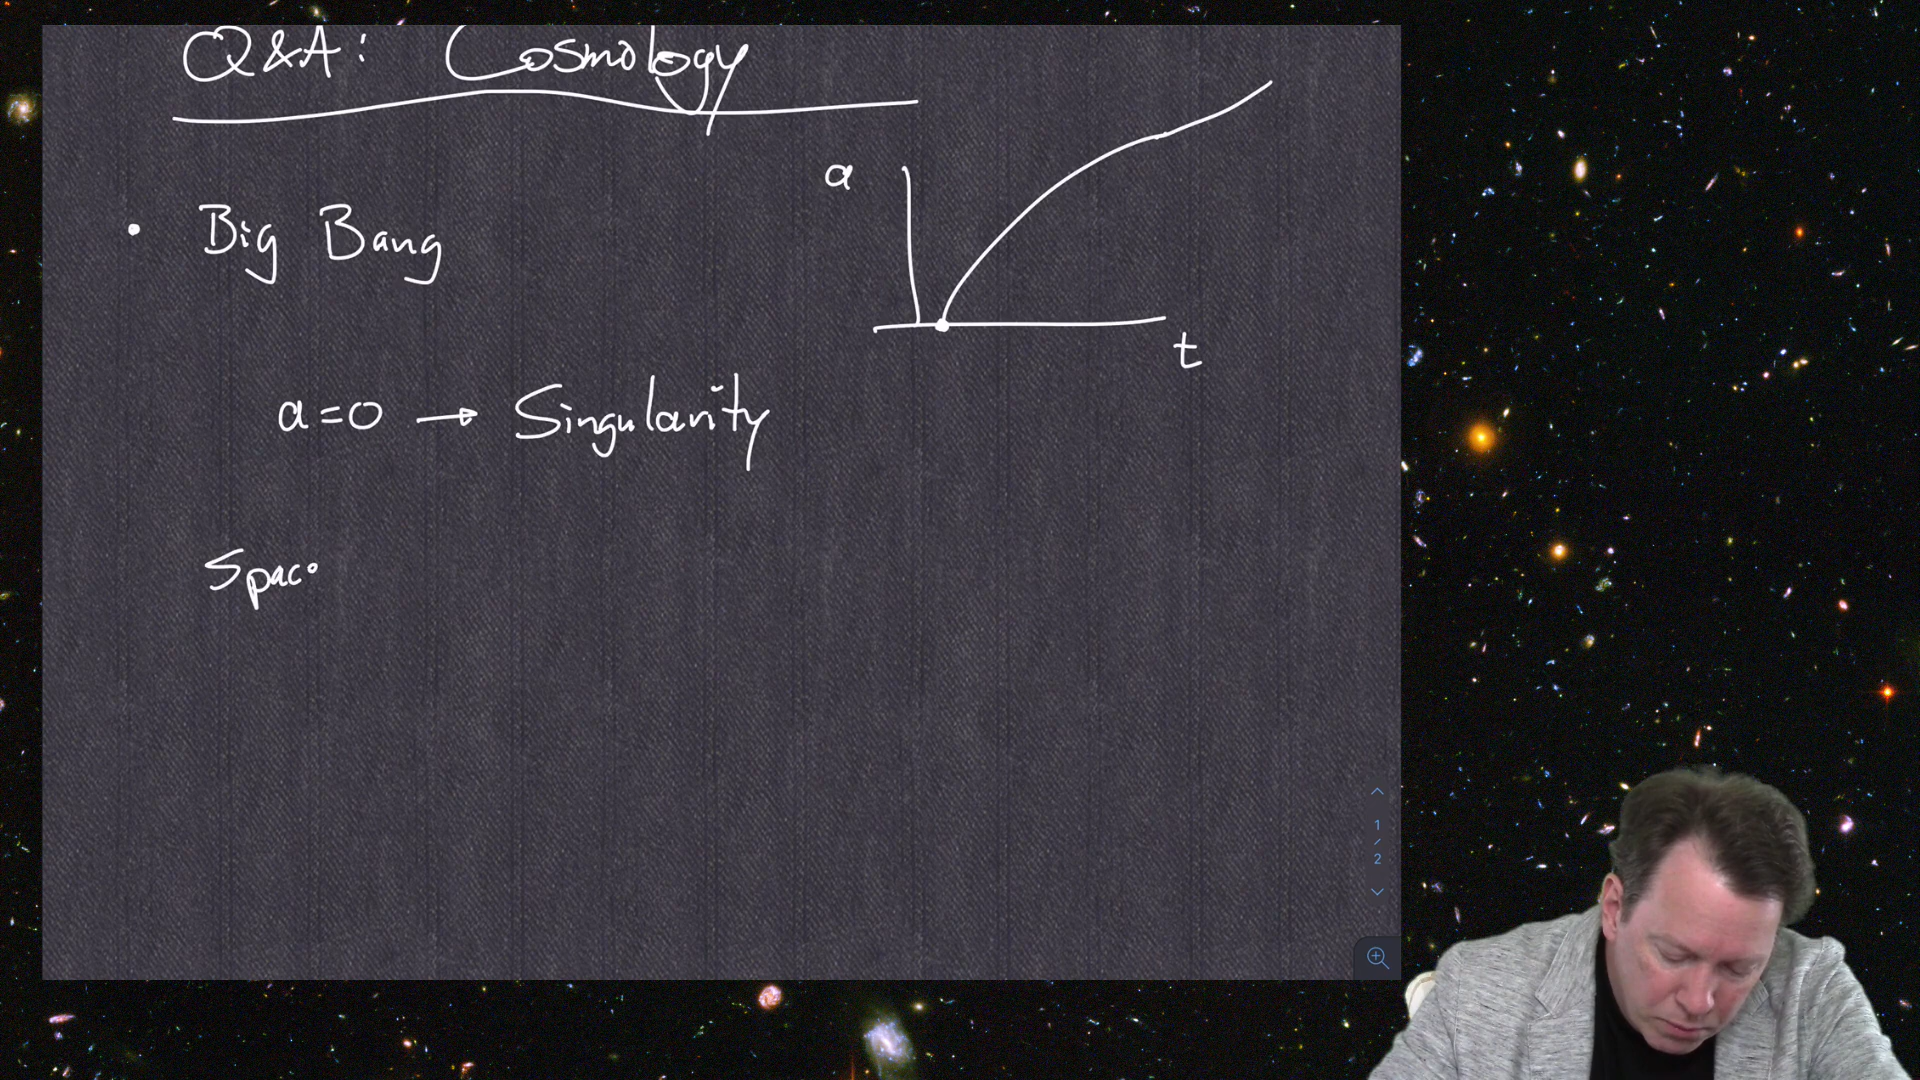 Q&A: Cosmology
a
• Big Bang
t
a=0 → Singularity
Spac
1
/
2